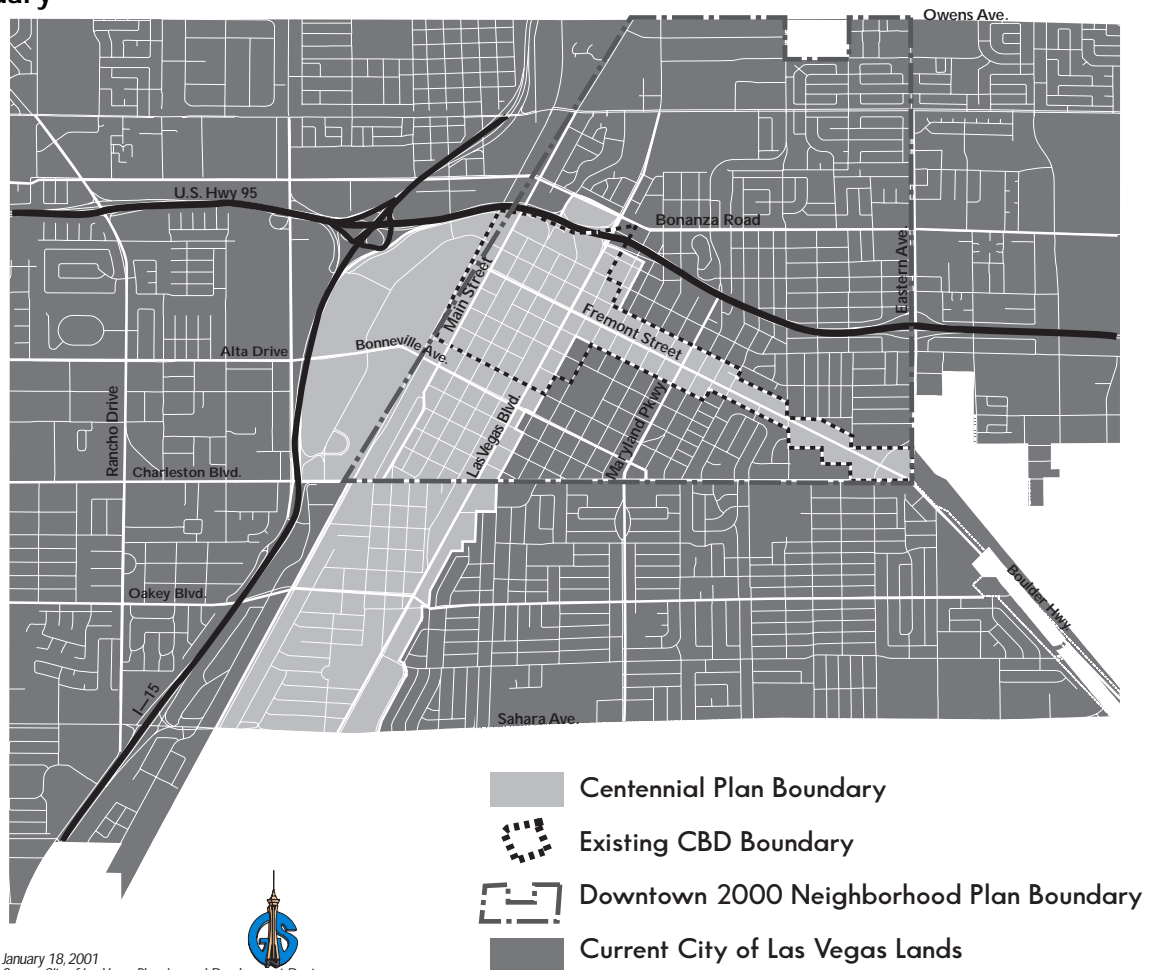 Owens Ave.
U.S. Hwy 95
Bonanza Road
Eastern Ave.
Main Street
Fremont Street
Alta Drive
Bonneville Ave.
Rancho Drive
Las Vegas Blvd.
Maryland Pkwy
Charleston Blvd.
Oakey Blvd.
Boulder Hwy
I-15
Sahara Ave.
Centennial Plan Boundary
Existing CBD Boundary
Downtown 2000 Neighborhood Plan Boundary
Current City of Las Vegas Lands
GS
January 18, 2001